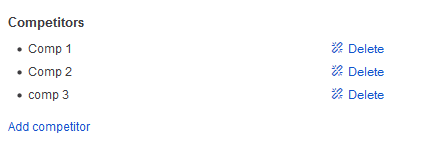 Competitors
• Comp 1 Delete
• Comp 2 Delete
• comp 3 Delete
Add competitor